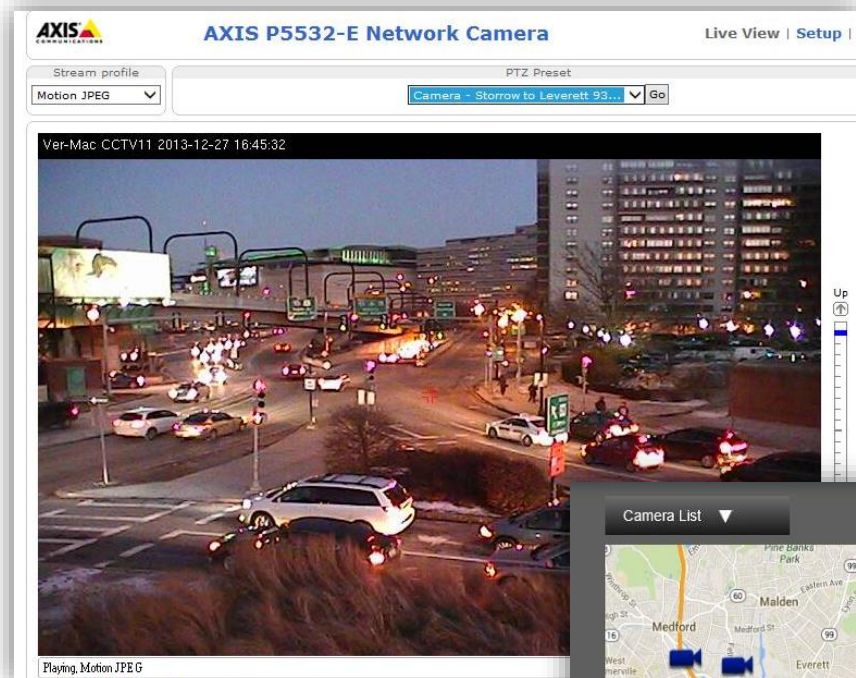 AXIS
COMMUNICATIONS
AXIS P5532-E Network Camera
Live View | Setup |
Stream profile
Motion JPEG
PTZ Preset
Camera - Storrow to Leverett 93...
Go
Ver-Mac CCTV11 2013-12-27 16:45:32
Up
Playing, Motion JPEG
Camera List
Pine Banks
Park
99
Eastern Ave
60
Malden
Medford
Medford St
16
99
West
Everett